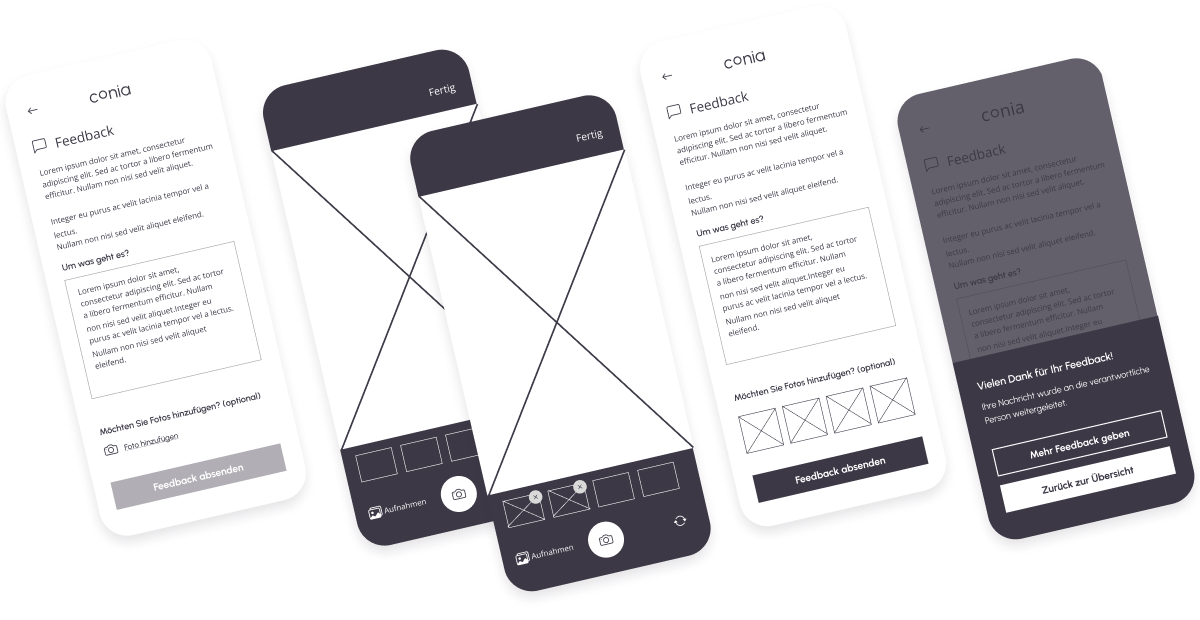 conia
Feedback
Lorem ipsum dolor sit amet, consectetur
adipiscing elit. Sed ac tortor a libero fermentum
efficitur. Nullam non nisi sed velit aliquet.
Integer eu purus ac velit lacinia tempor vel a
lectus.
Nullam non nisi sed velit aliquet eleifend.
Um was geht es?
Lorem ipsum dolor sit amet,
consectetur adipiscing elit. Sed ac tortor
a libero fermentum efficitur. Nullam
non nisi sed velit aliquet.Integer eu
purus ac velit lacinia tempor vel a lectus.
Nullam non nisi sed velit aliquet
eleifend.
Möchten Sie Fotos hinzufügen? (optional)
Foto hinzufügen
Feedback absenden
Fertig
Aufnahmen
Fertig
Aufnahmen
conia
Feedback
Lorem ipsum dolor sit amet, consectetur
adipiscing elit. Sed ac tortor a libero fermentum
efficitur. Nullam non nisi sed velit aliquet.
Integer eu purus ac velit lacinia tempor vel a
lectus.
Nullam non nisi sed velit aliquet eleifend.
Um was geht es?
Lorem ipsum dolor sit amet,
consectetur adipiscing elit. Sed ac tortor
a libero fermentum efficitur. Nullam
non nisi sed velit aliquet.Integer eu
purus ac velit lacinia tempor vel a lectus.
Nullam non nisi sed velit aliquet
eleifend.
Möchten Sie Fotos hinzufügen? (optional)
Feedback absenden
conia
Feedback
Lorem ipsum dolor sit amet, consectetur
adipiscing elit. Sed ac tortor a libero fermentum
efficitur. Nullam non nisi sed velit aliquet.
Integer eu purus ac velit lacinia tempor vel a
lectus.
Nullam non nisi sed velit aliquet eleifend.
Um was geht es?
Lorem ipsum dolor sit amet,
consectetur adipiscing elit. Sed ac tortor
a libero fermentum efficitur. Nullam
non nisi sed velit aliquet.Integer eu
Vielen Dank für Ihr Feedback!
Ihre Nachricht wurde an die verantwortliche
Person weitergeleitet.
Mehr Feedback geben
Zurück zur Übersicht